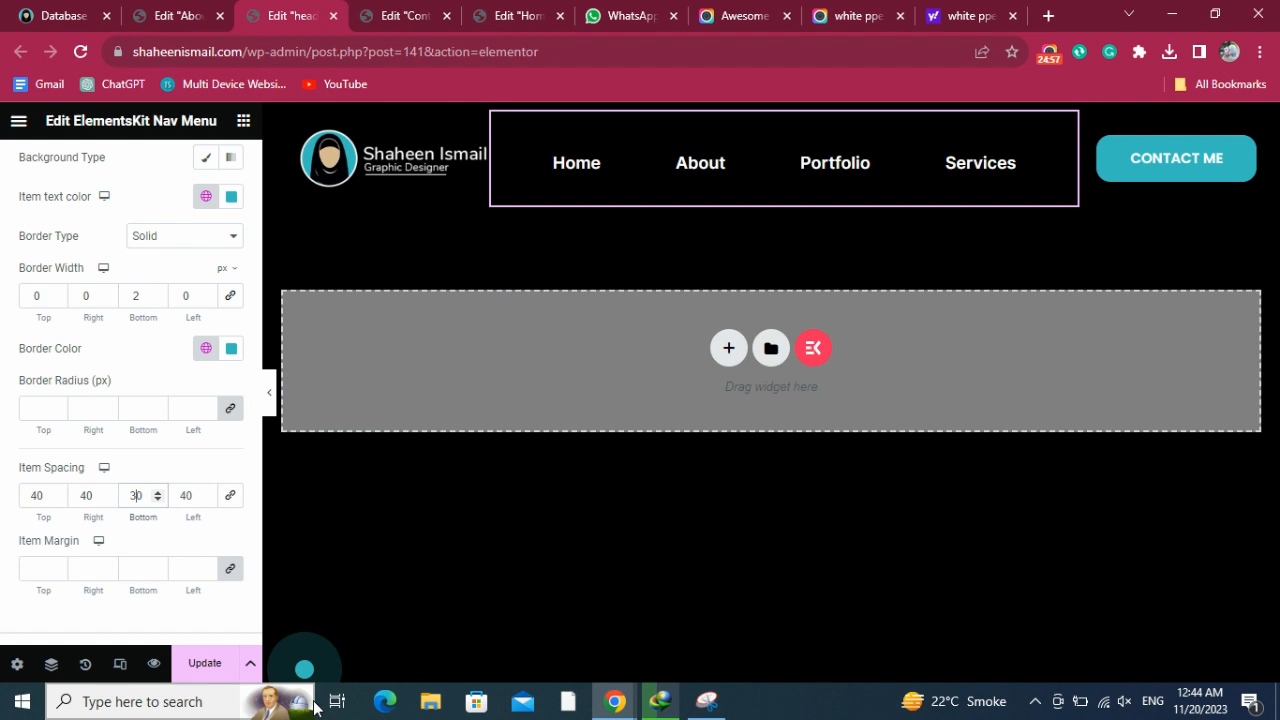 Database
Edit "Abo
Edit "head
Edit "Cont
Edit "Hom
WhatsApp
Awesome
white ppe
white ppe
shaheenismail.com/wp-admin/post.php?post=141&action=elementor
24:57
Gmail
ChatGPT
Multi Device Websi...
YouTube
All Bookmarks
Edit ElementsKit Nav Menu
Background Type
Item text color
Border Type
Solid
Border Width
px
0 0 2 0
Top Right Bottom Left
Border Color
Border Radius (px)
Top Right Bottom Left
Item Spacing
40 40 30 40
Top Right Bottom Left
Item Margin
Top Right Bottom Left
Update
Shaheen Ismail
Graphic Designer
Home
About
Portfolio
Services
CONTACT ME
Drag widget here
Type here to search
22°C Smoke
ENG
12:44 AM
11/20/2023
1